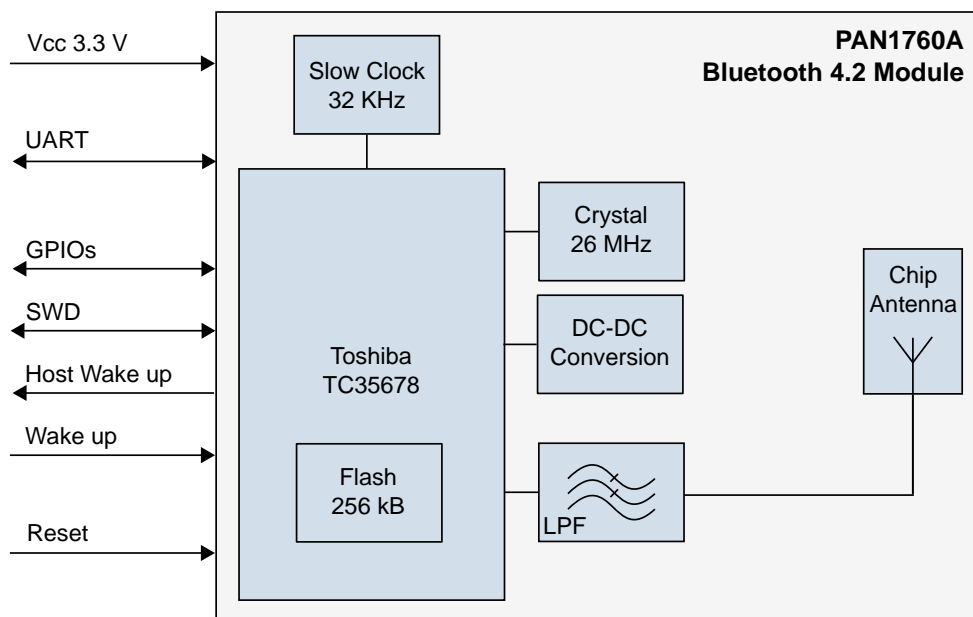 Vcc 3.3 V
UART
GPIOs
SWD
Host Wake up
Wake up
Reset
PAN1760A
Bluetooth 4.2 Module
Slow Clock
32 KHz
Crystal
26 MHz
DC-DC
Conversion
Toshiba
TC35678
Flash
256 kB
LPF
Chip
Antenna